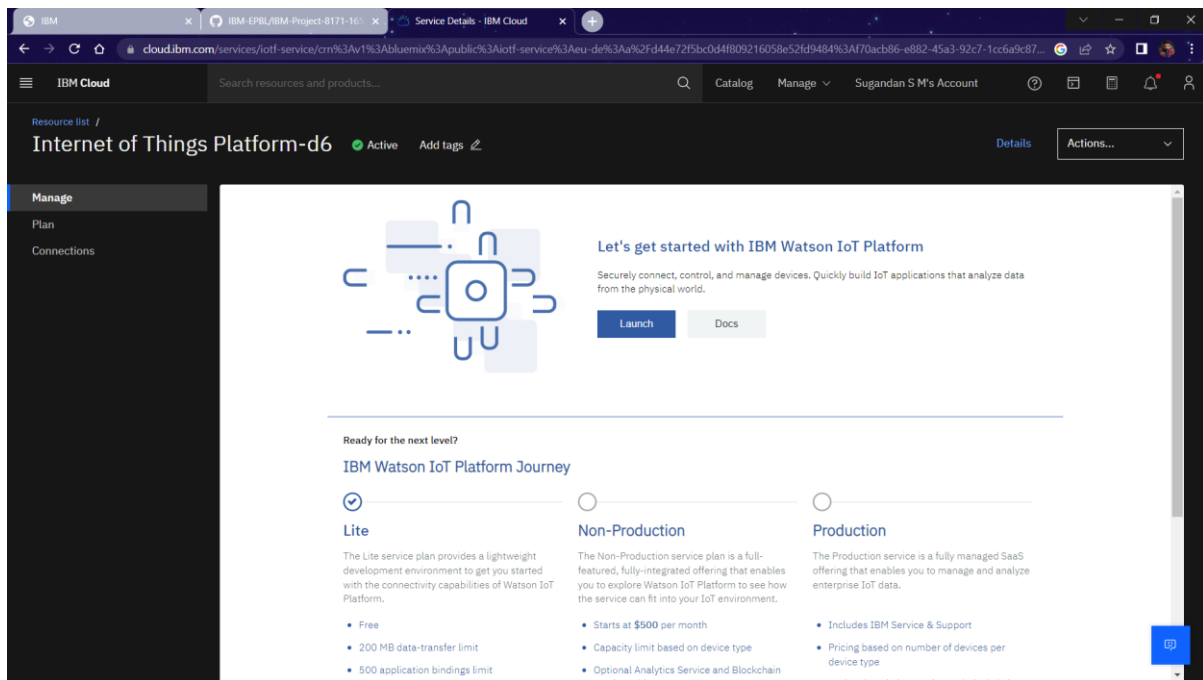 IBM
IBM-EPBL/IBM-Project-8171-165
Service Details - IBM Cloud
cloud.ibm.com/services/iotf-service/crn%3Av1%3Abluemix%3Apublic%3Aiotf-service%3Aeu-de%3Aa%2Fd44e72f5bc0d4f809216058e52fd9484%3Af70acb86-e882-45a3-92c7-1cc6a9c87...
IBM Cloud
Search resources and products...
Catalog
Manage
Sugandan S M's Account
Resource list /
Internet of Things Platform-d6
Active
Add tags
Details
Actions...
Manage
Plan
Connections
Let's get started with IBM Watson IoT Platform
Securely connect, control, and manage devices. Quickly build IoT applications that analyze data
from the physical world.
Launch
Docs
Ready for the next level?
IBM Watson IoT Platform Journey
Lite
The Lite service plan provides a lightweight
development environment to get you started
with the connectivity capabilities of Watson IoT
Platform.
• Free
• 200 MB data-transfer limit
• 500 application bindings limit
Non-Production
The Non-Production service plan is a full-
featured, fully-integrated offering that enables
you to explore Watson IoT Platform to see how
the service can fit into your IoT environment.
• Starts at $500 per month
• Capacity limit based on device type
• Optional Analytics Service and Blockchain
Production
The Production service is a fully managed SaaS
offering that enables you to manage and analyze
enterprise IoT data.
• Includes IBM Service & Support
• Pricing based on number of devices per
device type